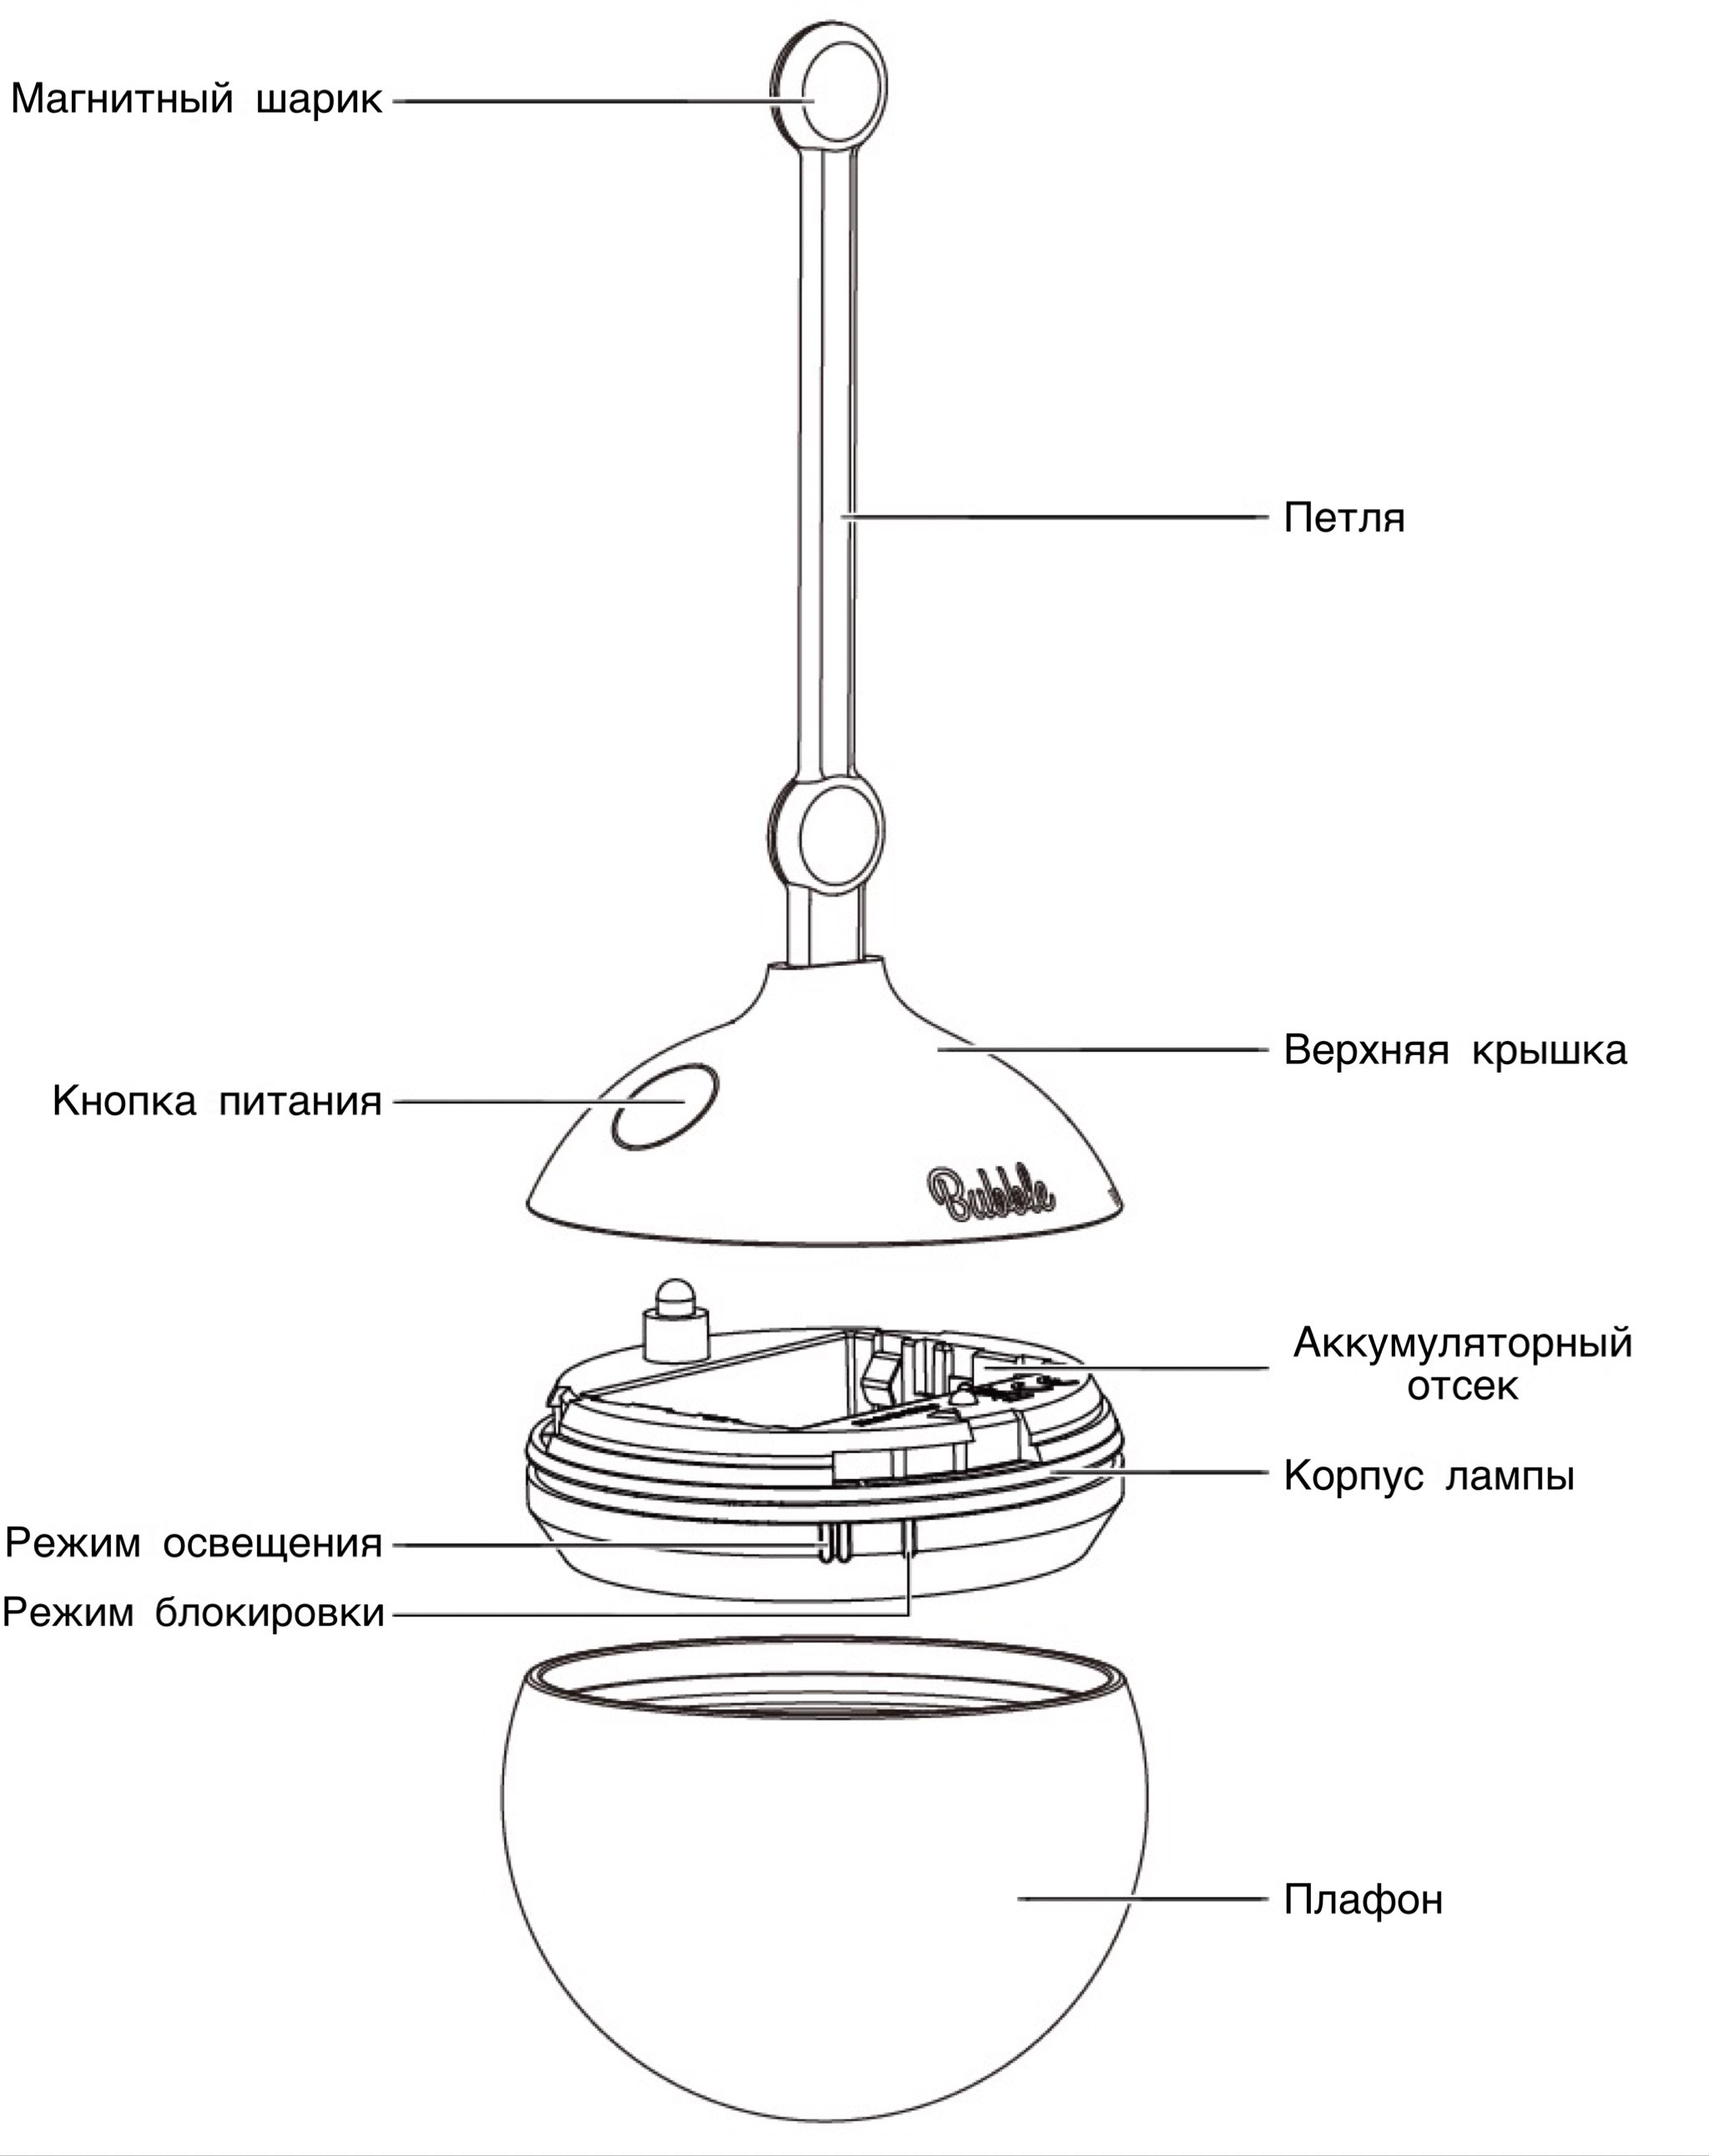 Магнитный шарик
Петля
Верхняя крышка
Кнопка питания
Bubble
Аккумуляторный
отсек
Корпус лампы
Режим освещения
Режим блокировки
Плафон